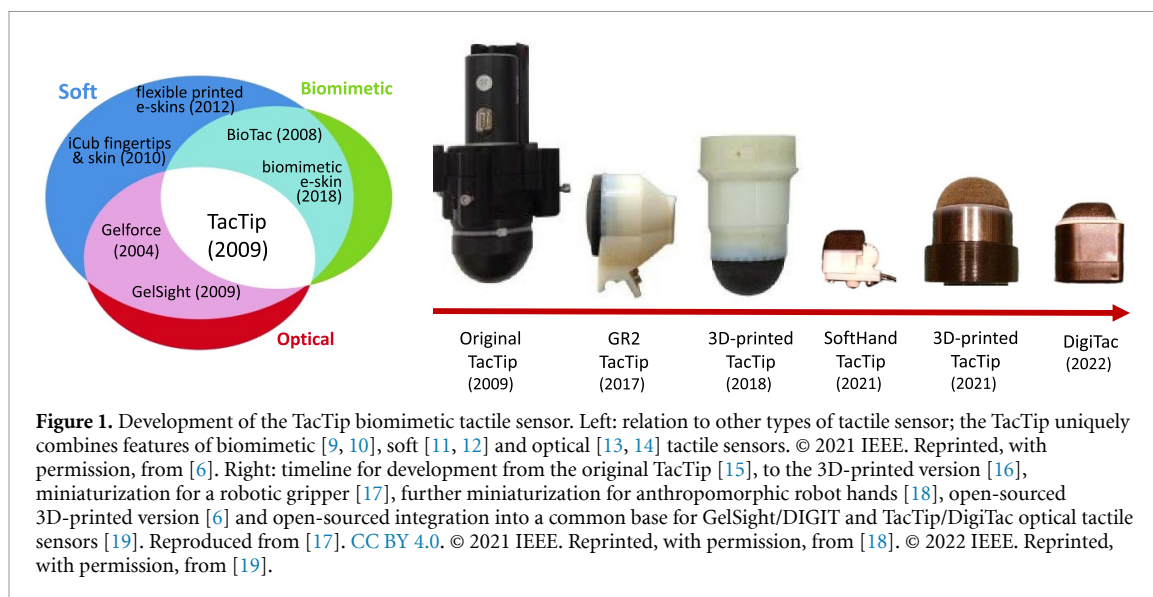 Soft
flexible printed
e-skins (2012)
Biomimetic
BioTac (2008)
iCub fingertips
& skin (2010)
biomimetic
e-skin
(2018)
TacTip
(2009)
Gelforce
(2004)
GelSight (2009)
Optical
Original
TacTip
(2009)
GR2
TacTip
(2017)
3D-printed
TacTip
(2018)
SoftHand
TacTip
(2021)
3D-printed
TacTip
(2021)
DigiTac
(2022)
Figure 1. Development of the TacTip biomimetic tactile sensor. Left: relation to other types of tactile sensor; the TacTip uniquely
combines features of biomimetic [9, 10], soft [11, 12] and optical [13, 14] tactile sensors. © 2021 IEEE. Reprinted, with
permission, from [6]. Right: timeline for development from the original TacTip [15], to the 3D-printed version [16],
miniaturization for a robotic gripper [17], further miniaturization for anthropomorphic robot hands [18], open-sourced
3D-printed version [6] and open-sourced integration into a common base for GelSight/DIGIT and TacTip/DigiTac optical tactile
sensors [19]. Reproduced from [17]. CC BY 4.0. © 2021 IEEE. Reprinted, with permission, from [18]. © 2022 IEEE. Reprinted,
with permission, from [19].